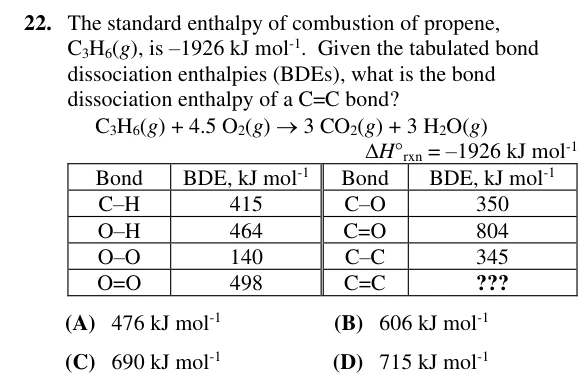 22. The standard enthalpy of combustion of propene,
C₃H₆(g), is –1926 kJ mol⁻¹. Given the tabulated bond
dissociation enthalpies (BDEs), what is the bond
dissociation enthalpy of a C=C bond?
C₃H₆(g) + 4.5 O₂(g) → 3 CO₂(g) + 3 H₂O(g)
ΔH°rxn = –1926 kJ mol⁻¹
Bond BDE, kJ mol⁻¹ Bond BDE, kJ mol⁻¹
C–H 415 C–O 350
O–H 464 C=O 804
O–O 140 C–C 345
O=O 498 C=C ???
(A) 476 kJ mol⁻¹ (B) 606 kJ mol⁻¹
(C) 690 kJ mol⁻¹ (D) 715 kJ mol⁻¹